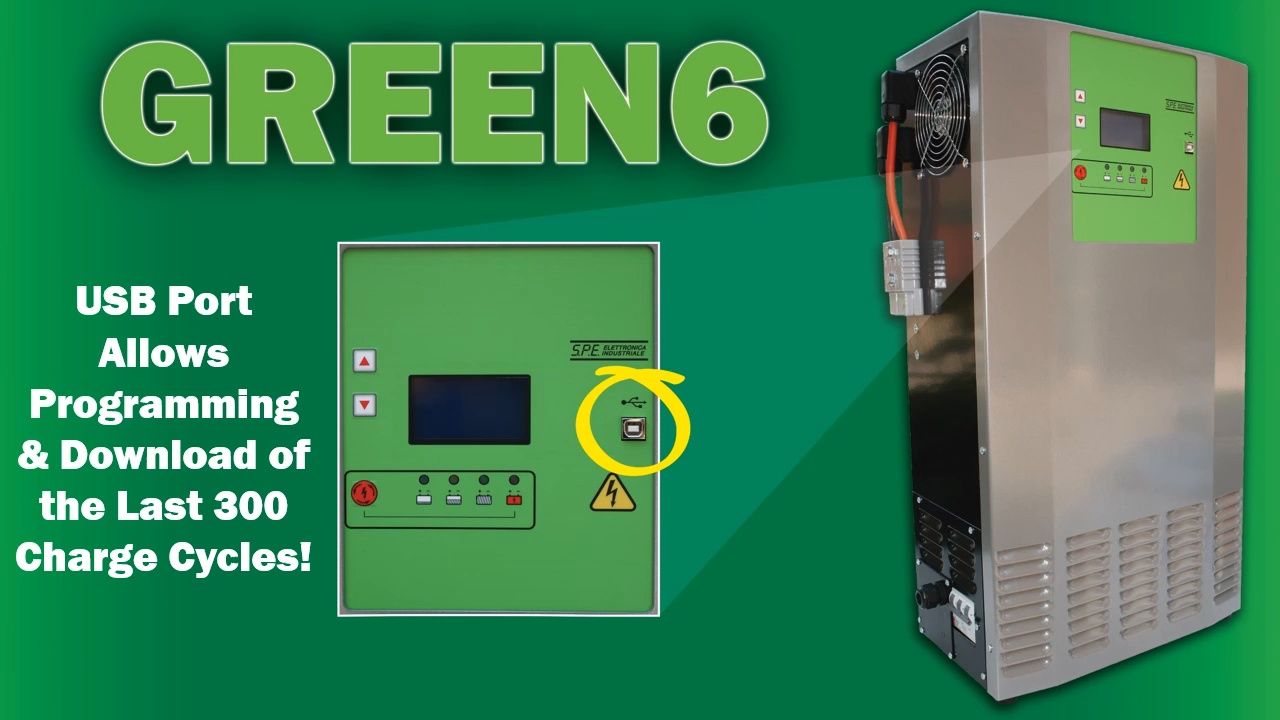 GREEN6
USB Port
Allows
Programming
& Download of
the Last 300
Charge Cycles!
S.P.E. ELETTRONICA
INDUSTRIALE